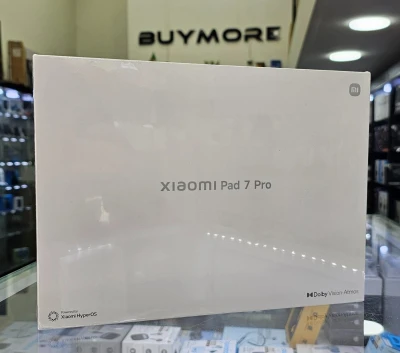 BUYMORE
mi
xiaomi Pad 7 Pro
Xiaomi HyperOS
Dolby Vision·Atmos